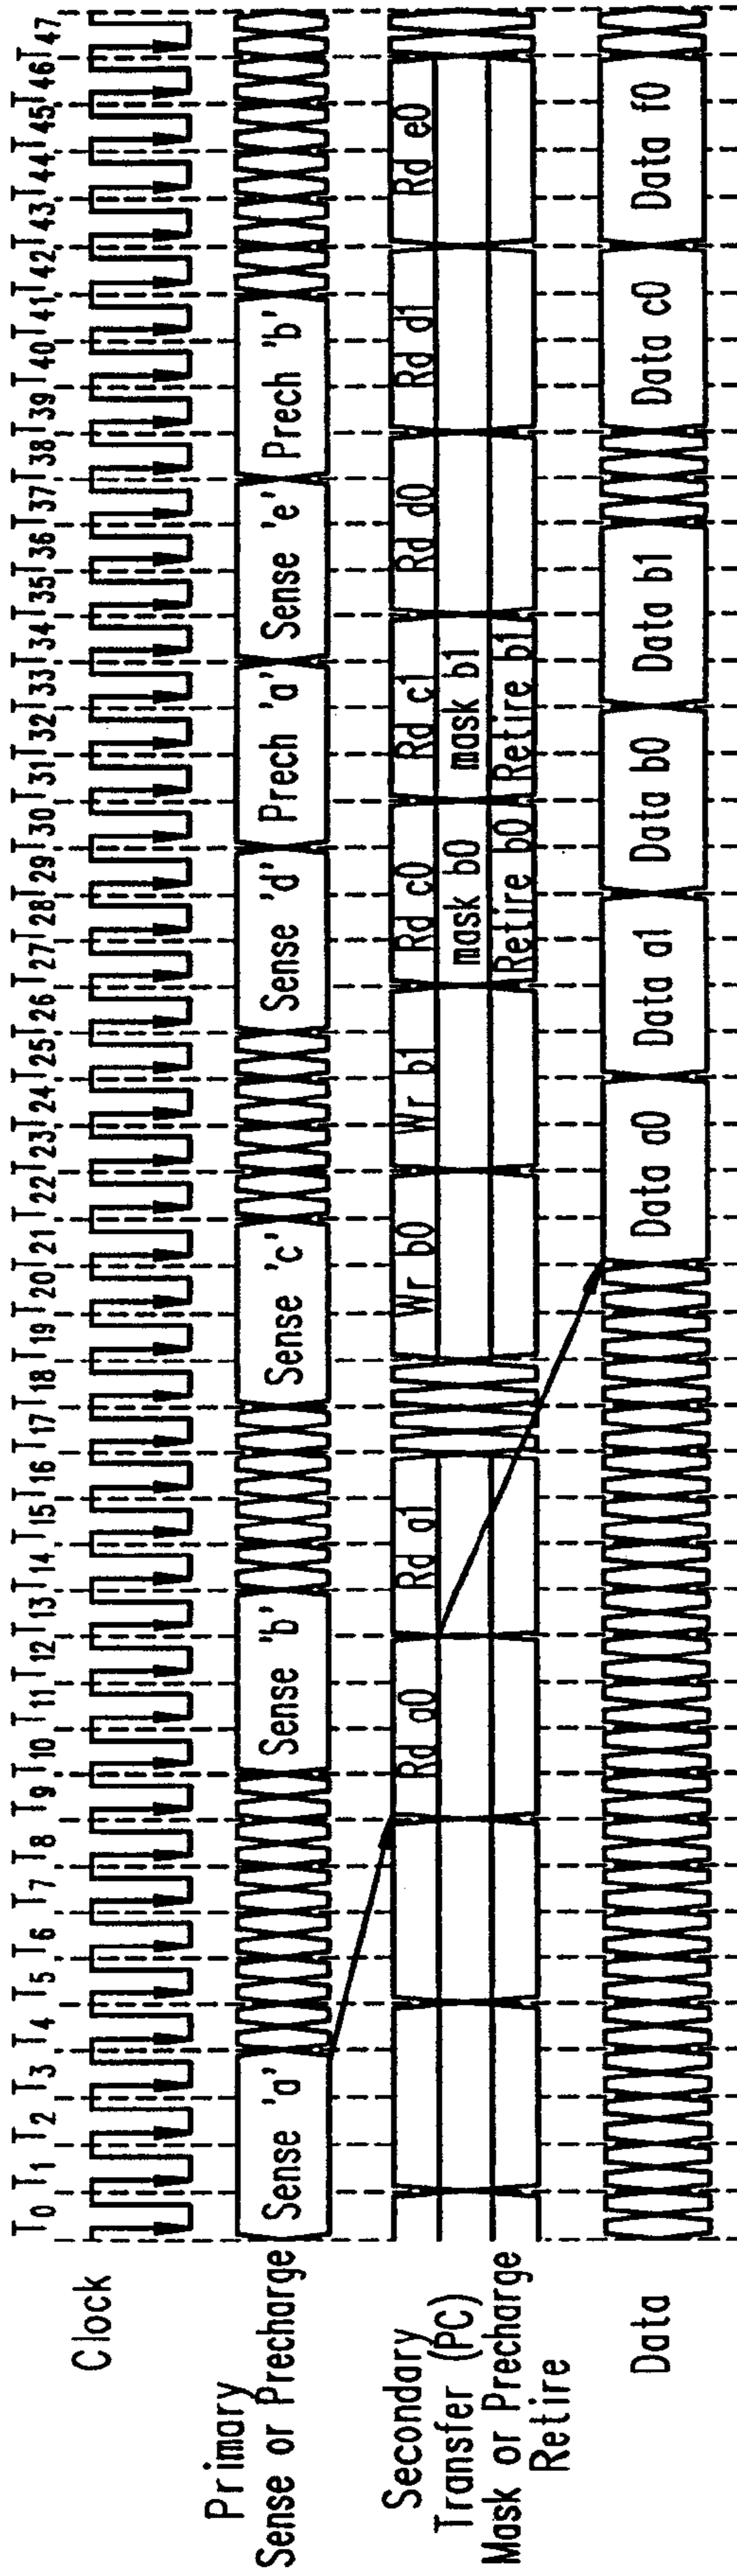 T0 T1 T2 T3 T4 T5 T6 T7 T8 T9 T10 T11 T12 T13 T14 T15 T16 T17 T18 T19 T20 T21 T22 T23 T24 T25 T26 T27 T28 T29 T30 T31 T32 T33 T34 T35 T36 T37 T38 T39 T40 T41 T42 T43 T44 T45 T46 T47
Clock
Primary
Sense or Precharge
Sense 'a' Sense 'b' Sense 'c' Sense 'd' Prech 'a' Sense 'e' Prech 'b'
Secondary
Transfer (PC)
Mask or Precharge
Retire
Rd a0 Rd a1 Wr b0 Wr b1 Rd c0 Rd c1 Rd d0 Rd d1 Rd e0
mask b0 mask b1
Retire b0 Retire b1
Data
Data a0 Data a1 Data b0 Data b1 Data c0 Data f0